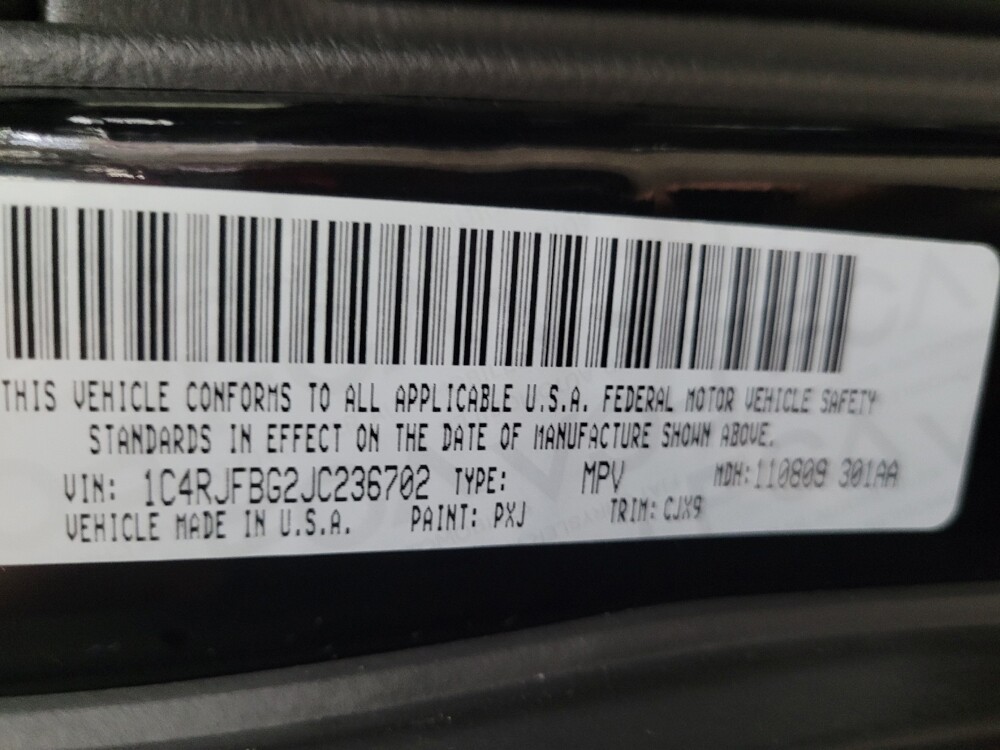 THIS VEHICLE CONFORMS TO ALL APPLICABLE U.S.A. FEDERAL MOTOR VEHICLE SAFETY
STANDARDS IN EFFECT ON THE DATE OF MANUFACTURE SHOWN ABOVE.
VIN: 1C4RJFBG2JC236702 TYPE: MPV MDH: 110809 301AA
VEHICLE MADE IN U.S.A. PAINT: PXJ TRIM: CJX9